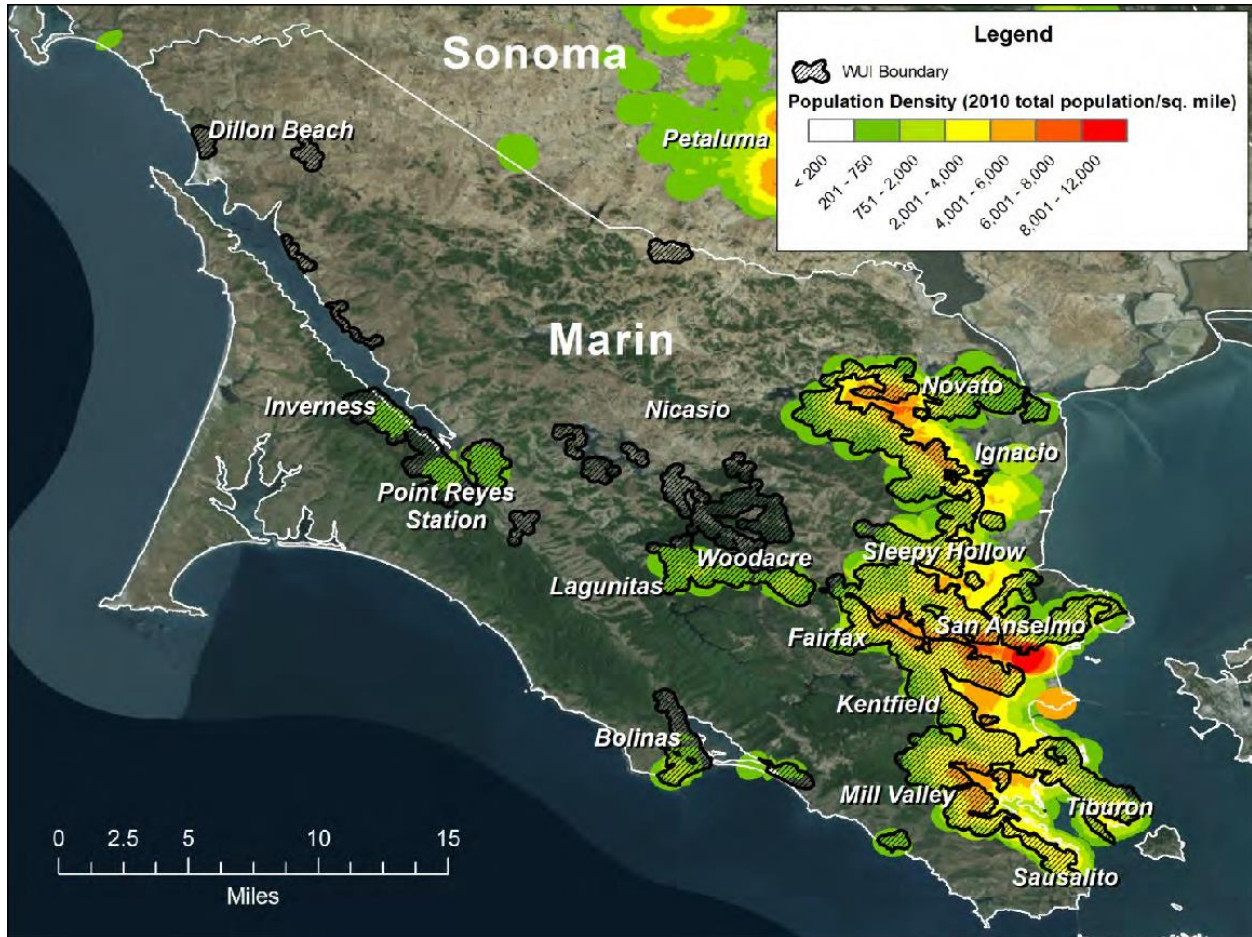 Sonoma
Legend
WUI Boundary
Population Density (2010 total population/sq. mile)
< 200
201 - 750
751 - 2,000
2,001 - 4,000
4,001 - 6,000
6,001 - 8,000
8,001 - 12,000
Dillon Beach
Petaluma
Marin
Inverness
Nicasio
Novato
Ignacio
Point Reyes
Station
Woodacre
Sleepy Hollow
Lagunitas
Fairfax
San Anselmo
Kentfield
Bolinas
Mill Valley
Tiburon
Sausalito
0 2.5 5 10 15
Miles